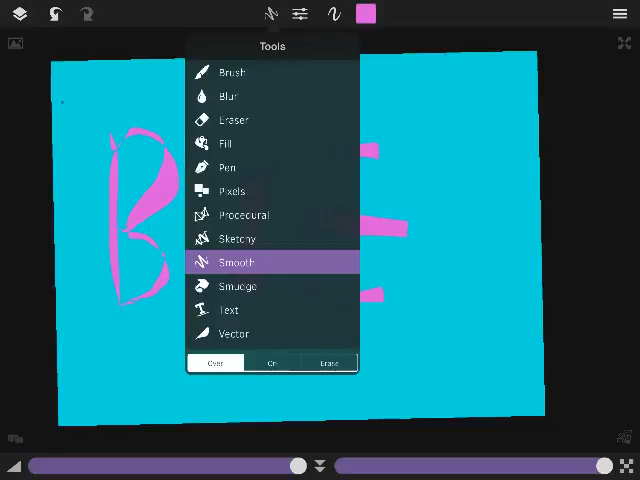 Tools
Brush
Blur
Eraser
Fill
Pen
Pixels
Procedural
Sketchy
Smooth
Smudge
Text
Vector
Over On Erase
B